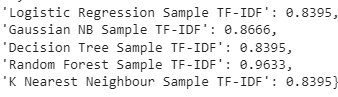 'Logistic Regression Sample TF-IDF': 0.8395,
'Gaussian NB Sample TF-IDF': 0.8666,
'Decision Tree Sample TF-IDF': 0.8395,
'Random Forest Sample TF-IDF': 0.9633,
'K Nearest Neighbour Sample TF-IDF': 0.8395}